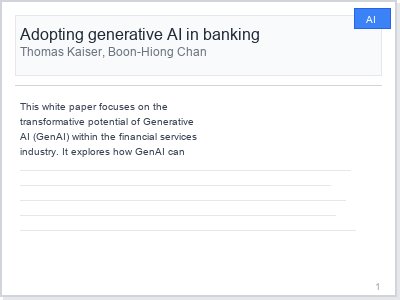 AI
Adopting generative AI in banking
Thomas Kaiser, Boon-Hiong Chan
This white paper focuses on the
transformative potential of Generative
AI (GenAI) within the financial services
industry. It explores how GenAI can
1